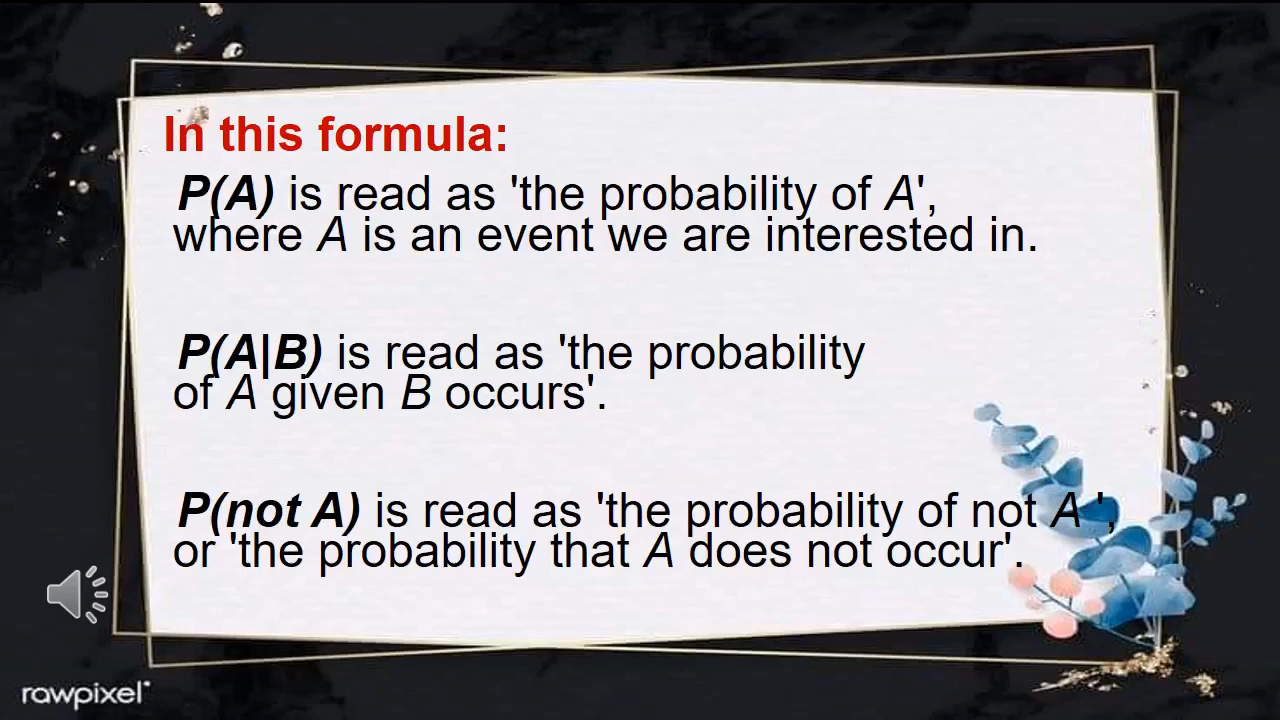 In this formula:
P(A) is read as 'the probability of A',
where A is an event we are interested in.
P(A|B) is read as 'the probability
of A given B occurs'.
P(not A) is read as 'the probability of not A ',
or 'the probability that A does not occur'.
rawpixel